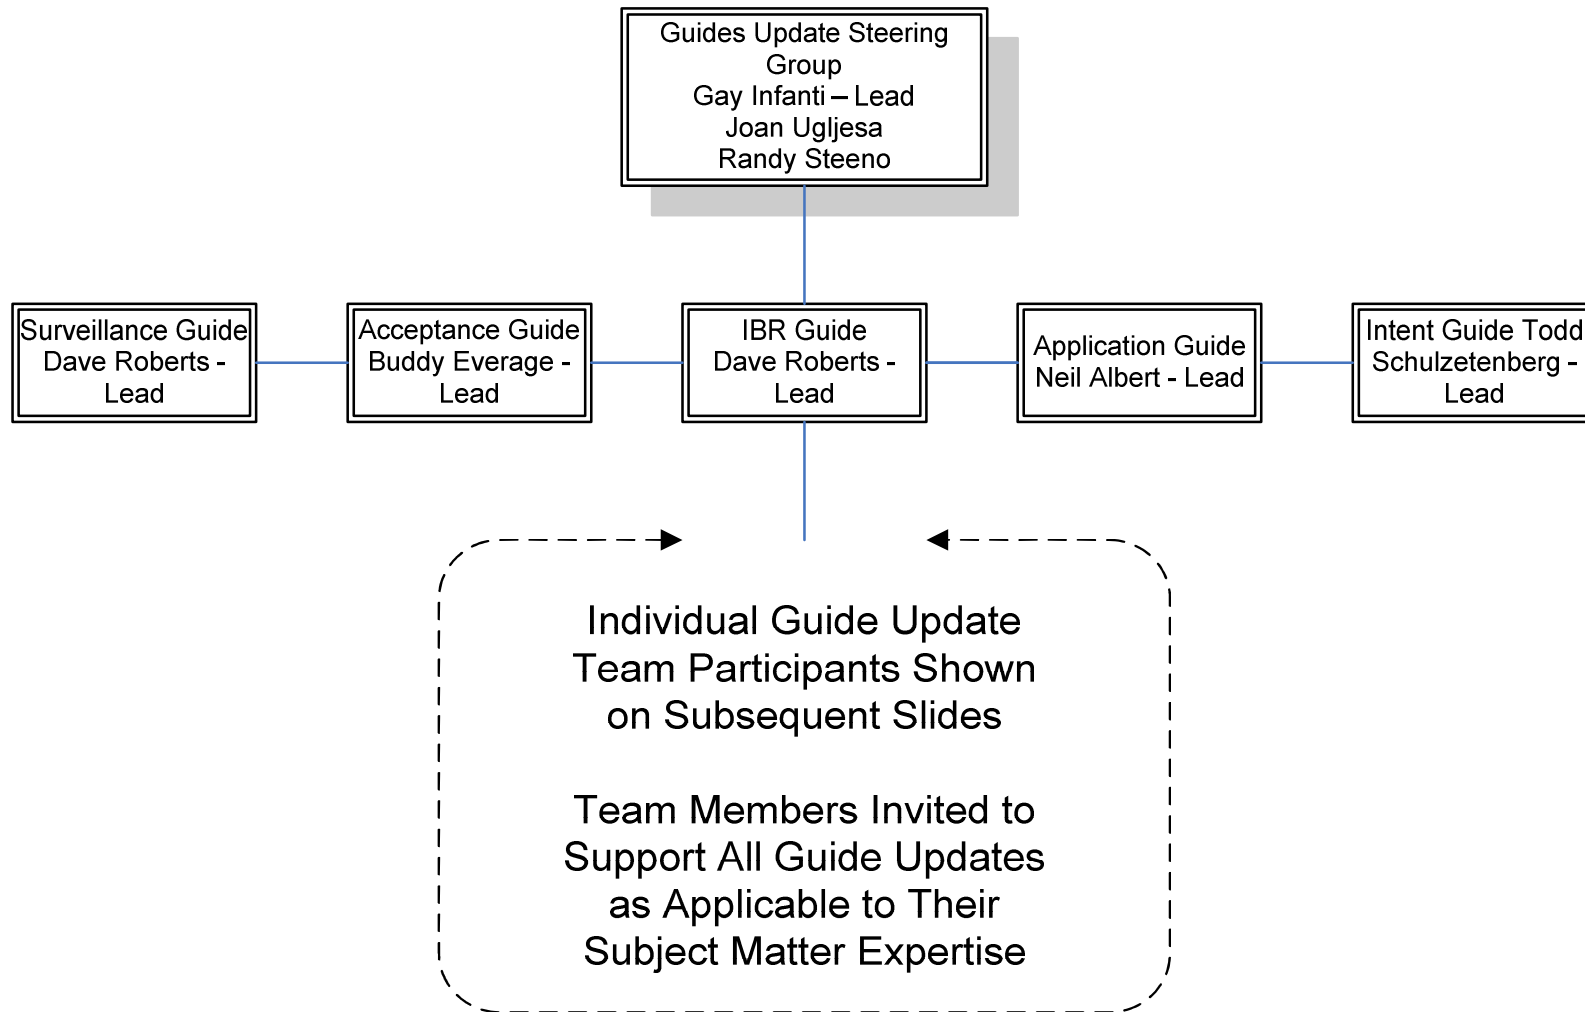 Guides Update Steering
Group
Gay Infanti – Lead
Joan Ugljesa
Randy Steeno
Surveillance Guide
Dave Roberts -
Lead
Acceptance Guide
Buddy Everage -
Lead
IBR Guide
Dave Roberts -
Lead
Application Guide
Neil Albert - Lead
Intent Guide Todd
Schulzetenberg -
Lead
Individual Guide Update
Team Participants Shown
on Subsequent Slides
Team Members Invited to
Support All Guide Updates
as Applicable to Their
Subject Matter Expertise